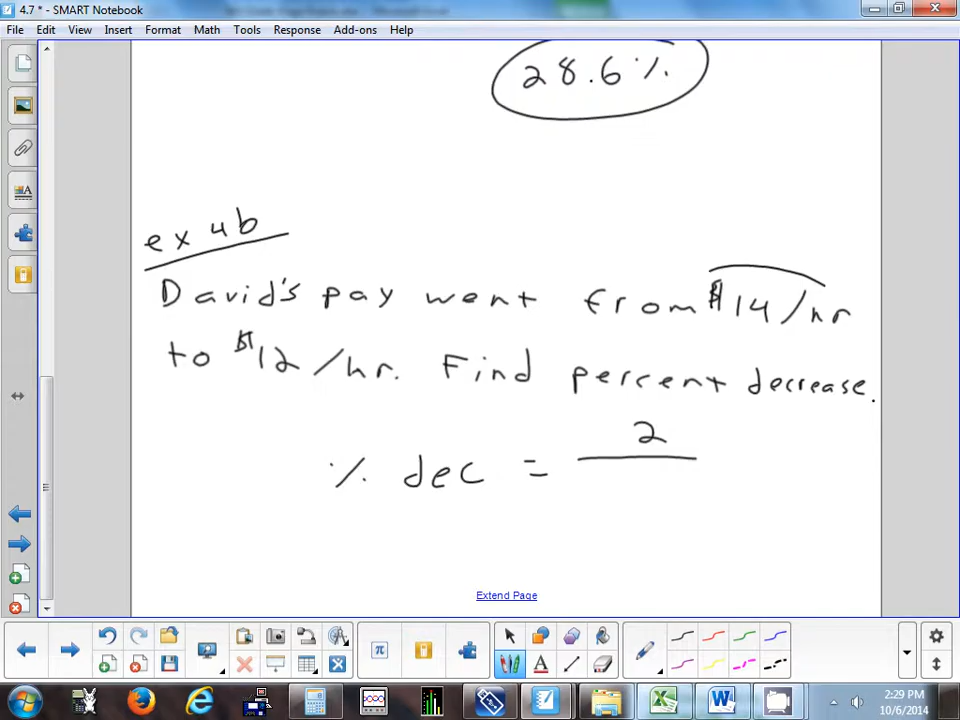 4.7 * - SMART Notebook
File Edit View Insert Format Math Tools Response Add-ons Help
28.6%
ex 4b
David's pay went from $14/hr
to $12/hr. Find percent decrease.
2
% dec =
Extend Page
2:29 PM
10/6/2014